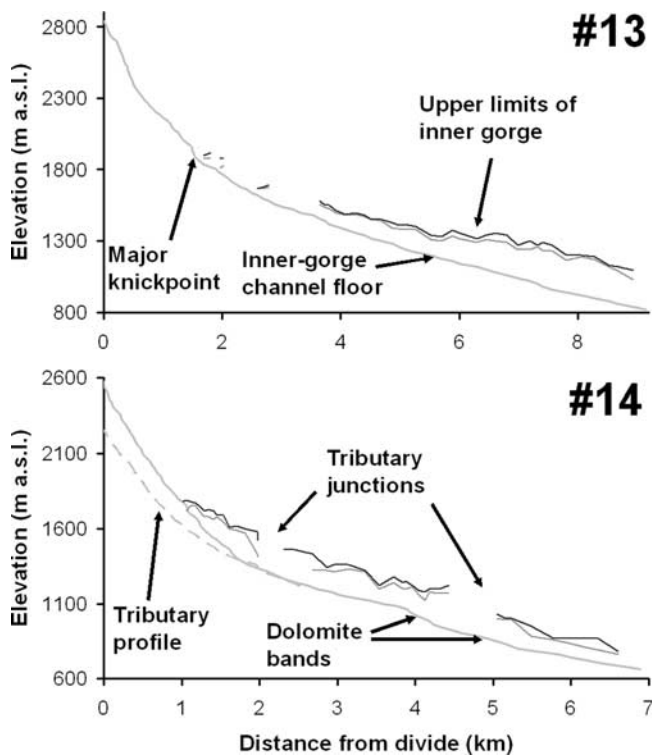 #13
2800
2300
1800
1300
800
Elevation (m a.s.l.)
Upper limits of
inner gorge
Major
knickpoint
Inner-gorge
channel floor
0
2
4
6
8
#14
2600
2100
1600
1100
600
Elevation (m a.s.l.)
Tributary
junctions
Tributary
profile
Dolomite
bands
0
1
2
3
4
5
6
7
Distance from divide (km)